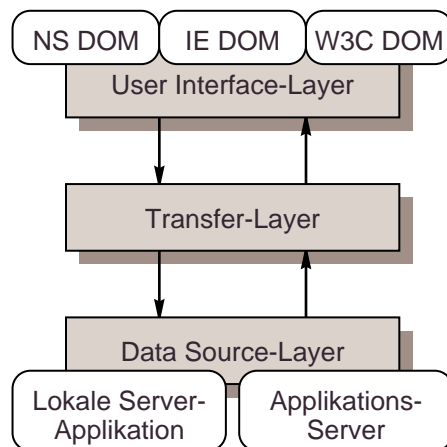 NS DOM IE DOM W3C DOM
User Interface-Layer
Transfer-Layer
Data Source-Layer
Lokale Server-
Applikation
Applikations-
Server